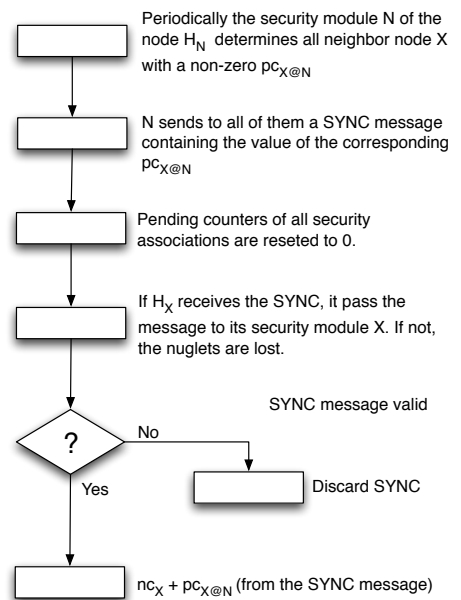 Periodically the security module N of the
node H_N determines all neighbor node X
with a non-zero pc_X@N
N sends to all of them a SYNC message
containing the value of the corresponding
pc_X@N
Pending counters of all security
associations are reseted to 0.
If H_X receives the SYNC, it pass the
message to its security module X. If not,
the nuglets are lost.
SYNC message valid
?
No
Yes
Discard SYNC
nc_X + pc_X@N (from the SYNC message)